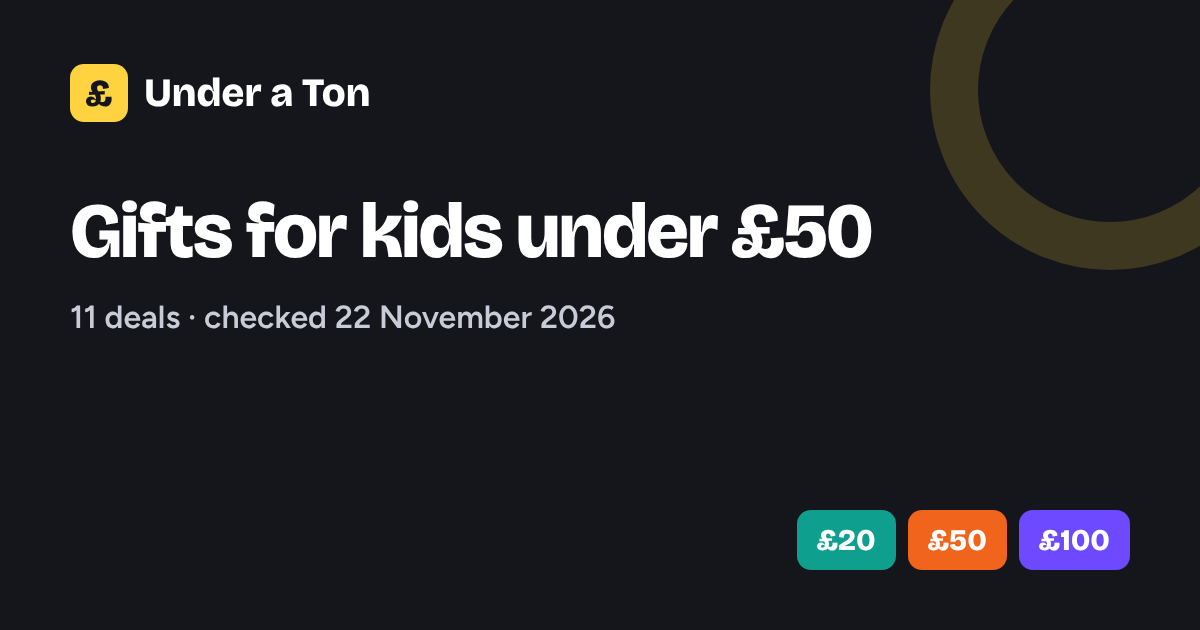 £ Under a Ton
Gifts for kids under £50
11 deals · checked 22 November 2026
£20 £50 £100